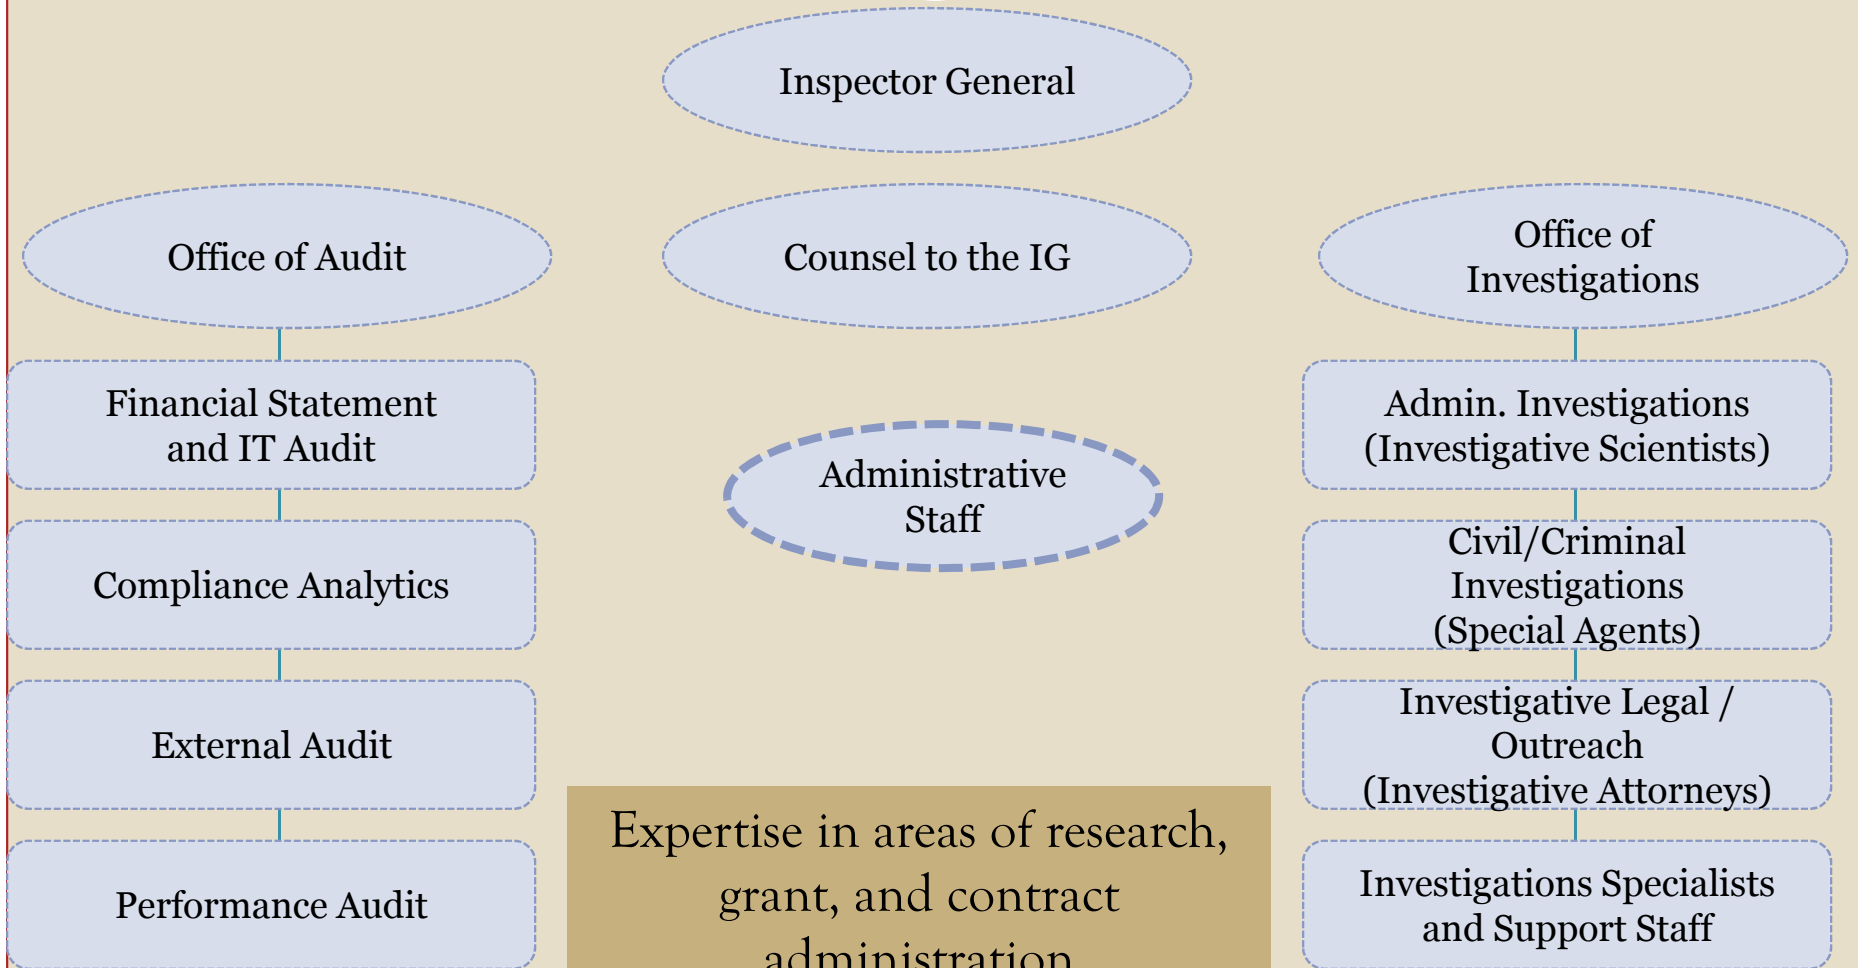 Inspector General
Office of Audit
Counsel to the IG
Office of
Investigations
Financial Statement
and IT Audit
Compliance Analytics
External Audit
Performance Audit
Administrative
Staff
Admin. Investigations
(Investigative Scientists)
Civil/Criminal
Investigations
(Special Agents)
Investigative Legal /
Outreach
(Investigative Attorneys)
Investigations Specialists
and Support Staff
Expertise in areas of research,
grant, and contract
administration